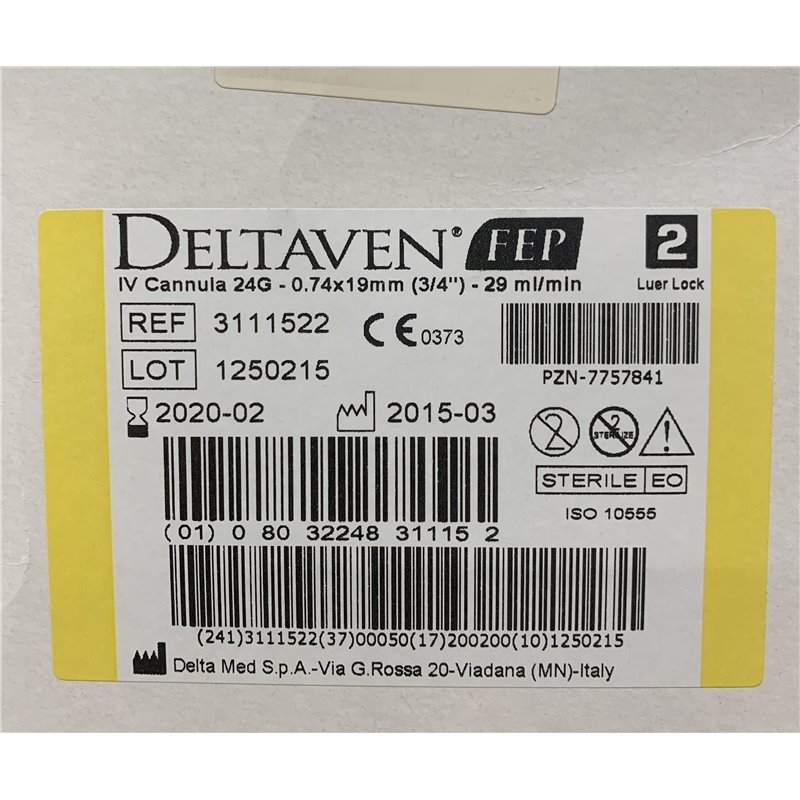 DELTAVEN® FEP 2
IV Cannula 24G - 0.74x19mm (3/4") - 29 ml/min Luer Lock
REF 3111522 CE 0373
LOT 1250215
PZN-7757841
2020-02 2015-03
2 STERILIZE
STERILE EO
ISO 10555
(01) 0 80 32248 31115 2
(241)3111522(37)00050(17)200200(10)1250215
Delta Med S.p.A.-Via G.Rossa 20-Viadana (MN)-Italy